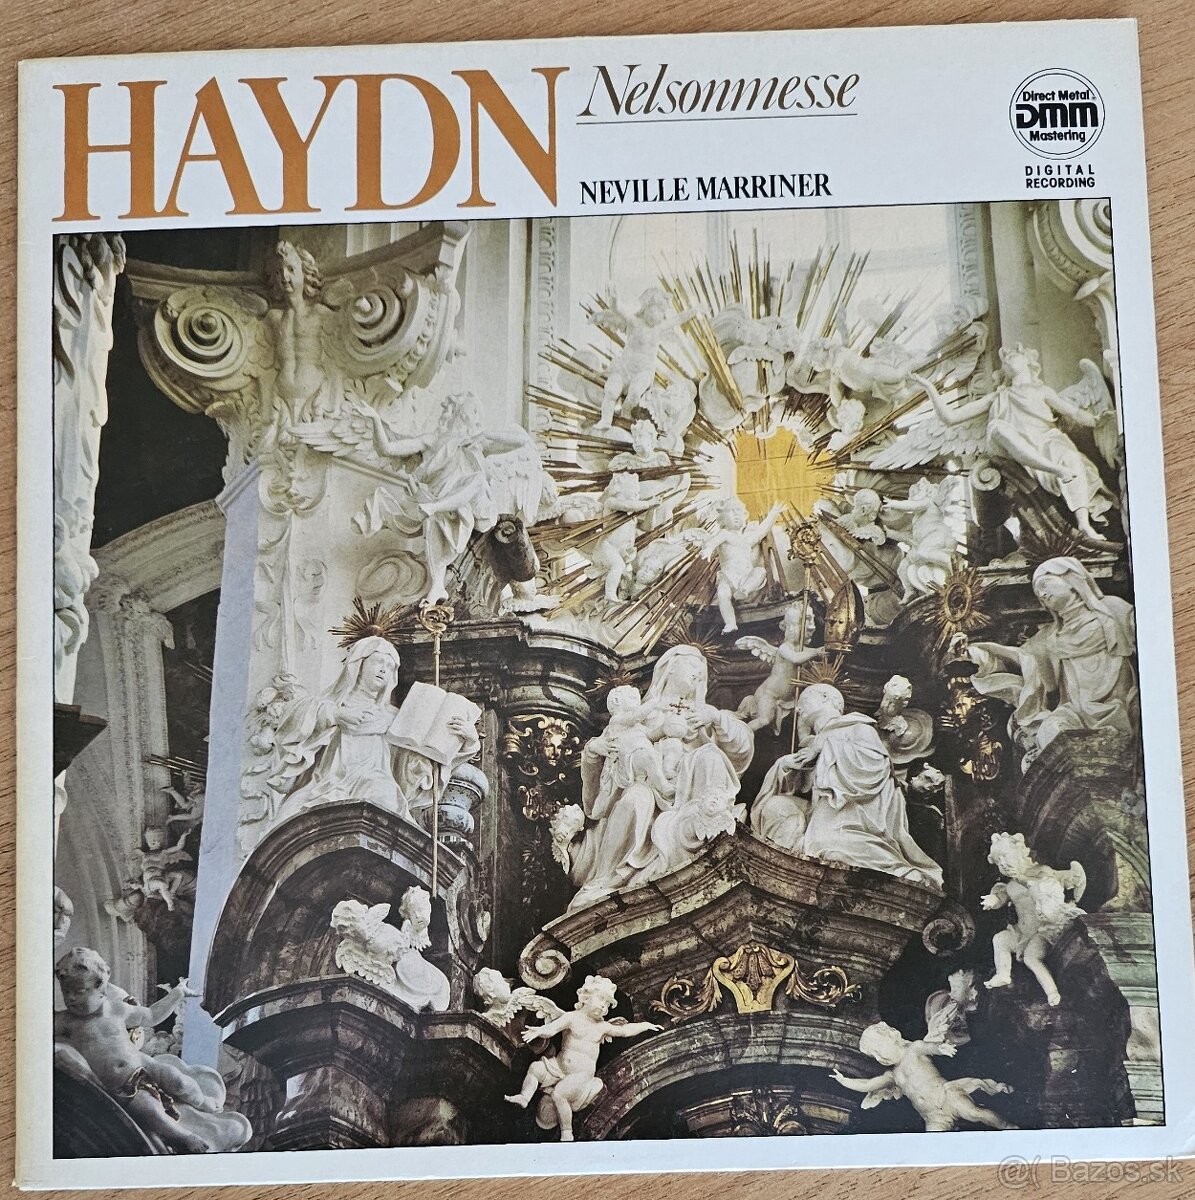 HAYDN
Nelsonmesse
NEVILLE MARRINER
Direct Metal
DMM
Mastering
DIGITAL
RECORDING
@( Bazos.sk